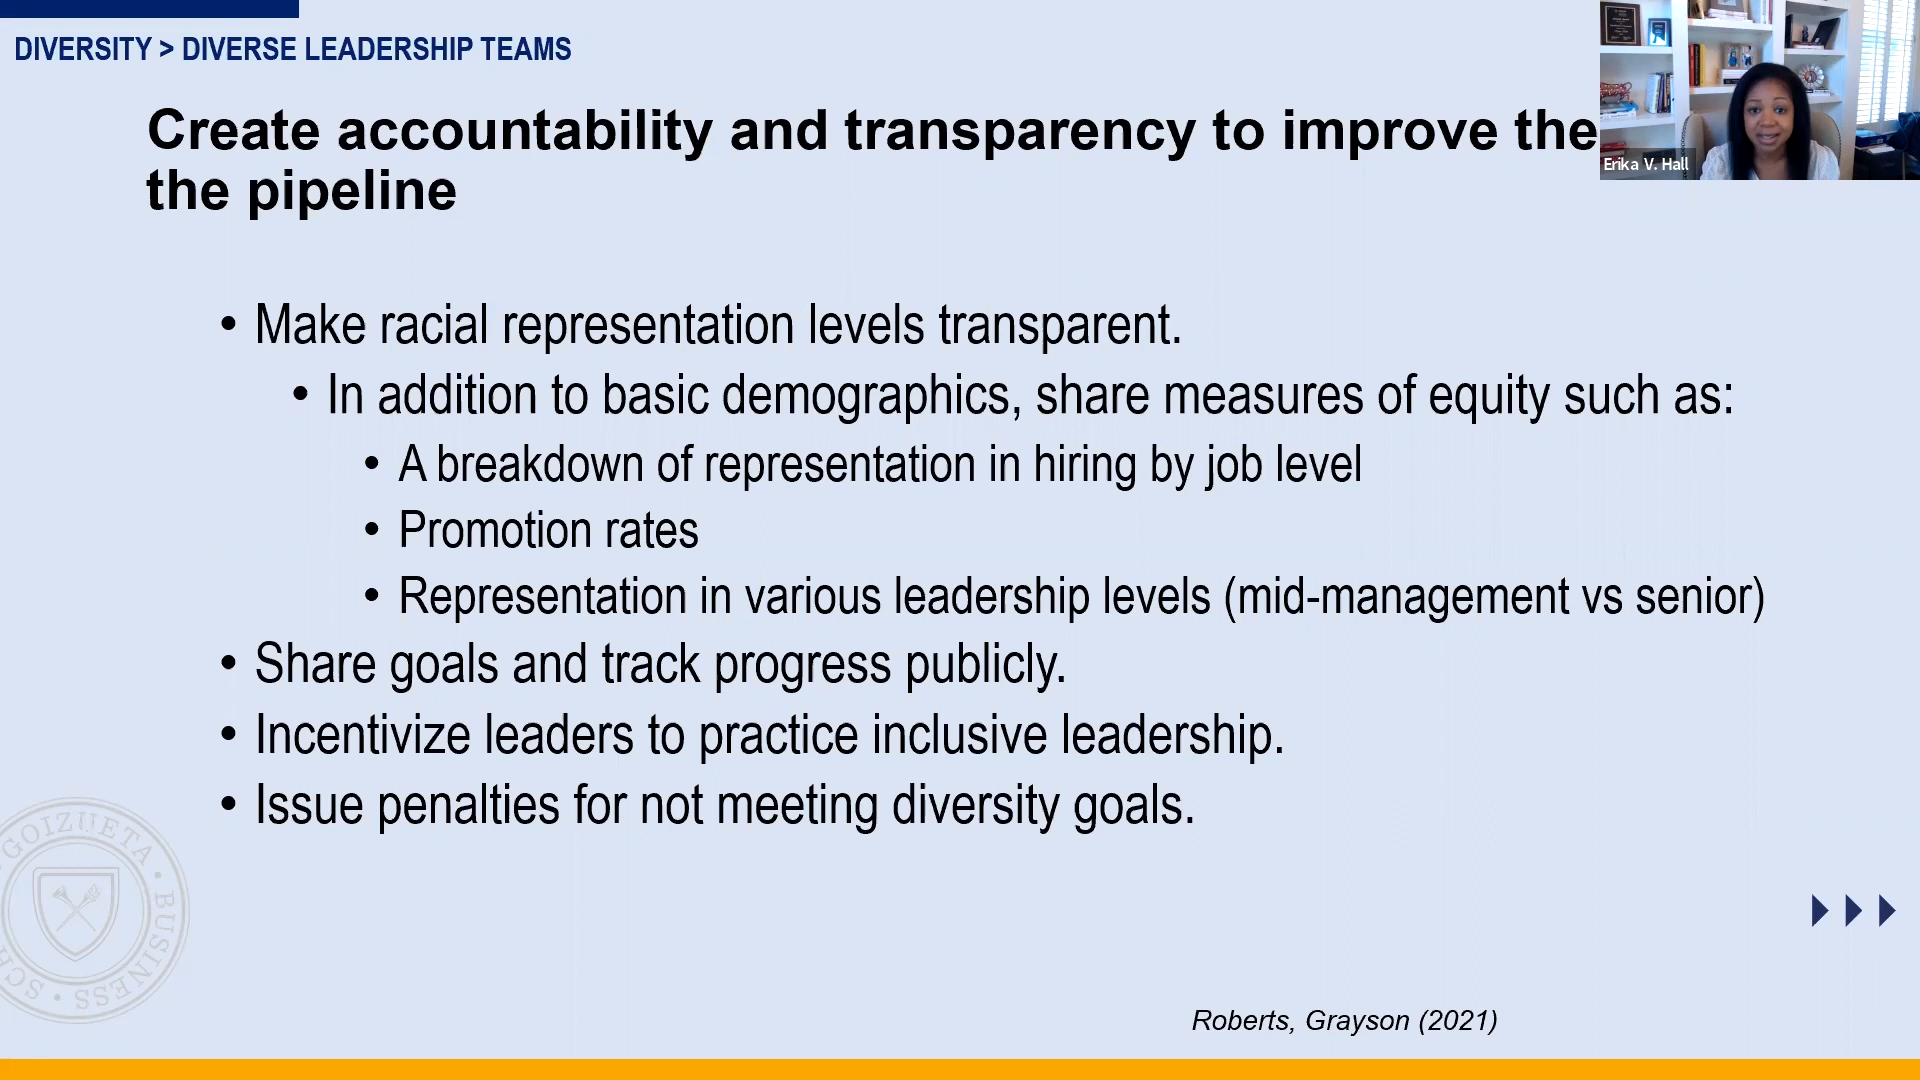 DIVERSITY > DIVERSE LEADERSHIP TEAMS
Create accountability and transparency to improve the
the pipeline
Erika V. Hall
• Make racial representation levels transparent.
• In addition to basic demographics, share measures of equity such as:
• A breakdown of representation in hiring by job level
• Promotion rates
• Representation in various leadership levels (mid-management vs senior)
• Share goals and track progress publicly.
• Incentivize leaders to practice inclusive leadership.
• Issue penalties for not meeting diversity goals.
GOIZUETA • BUSINESS • SCH
Roberts, Grayson (2021)